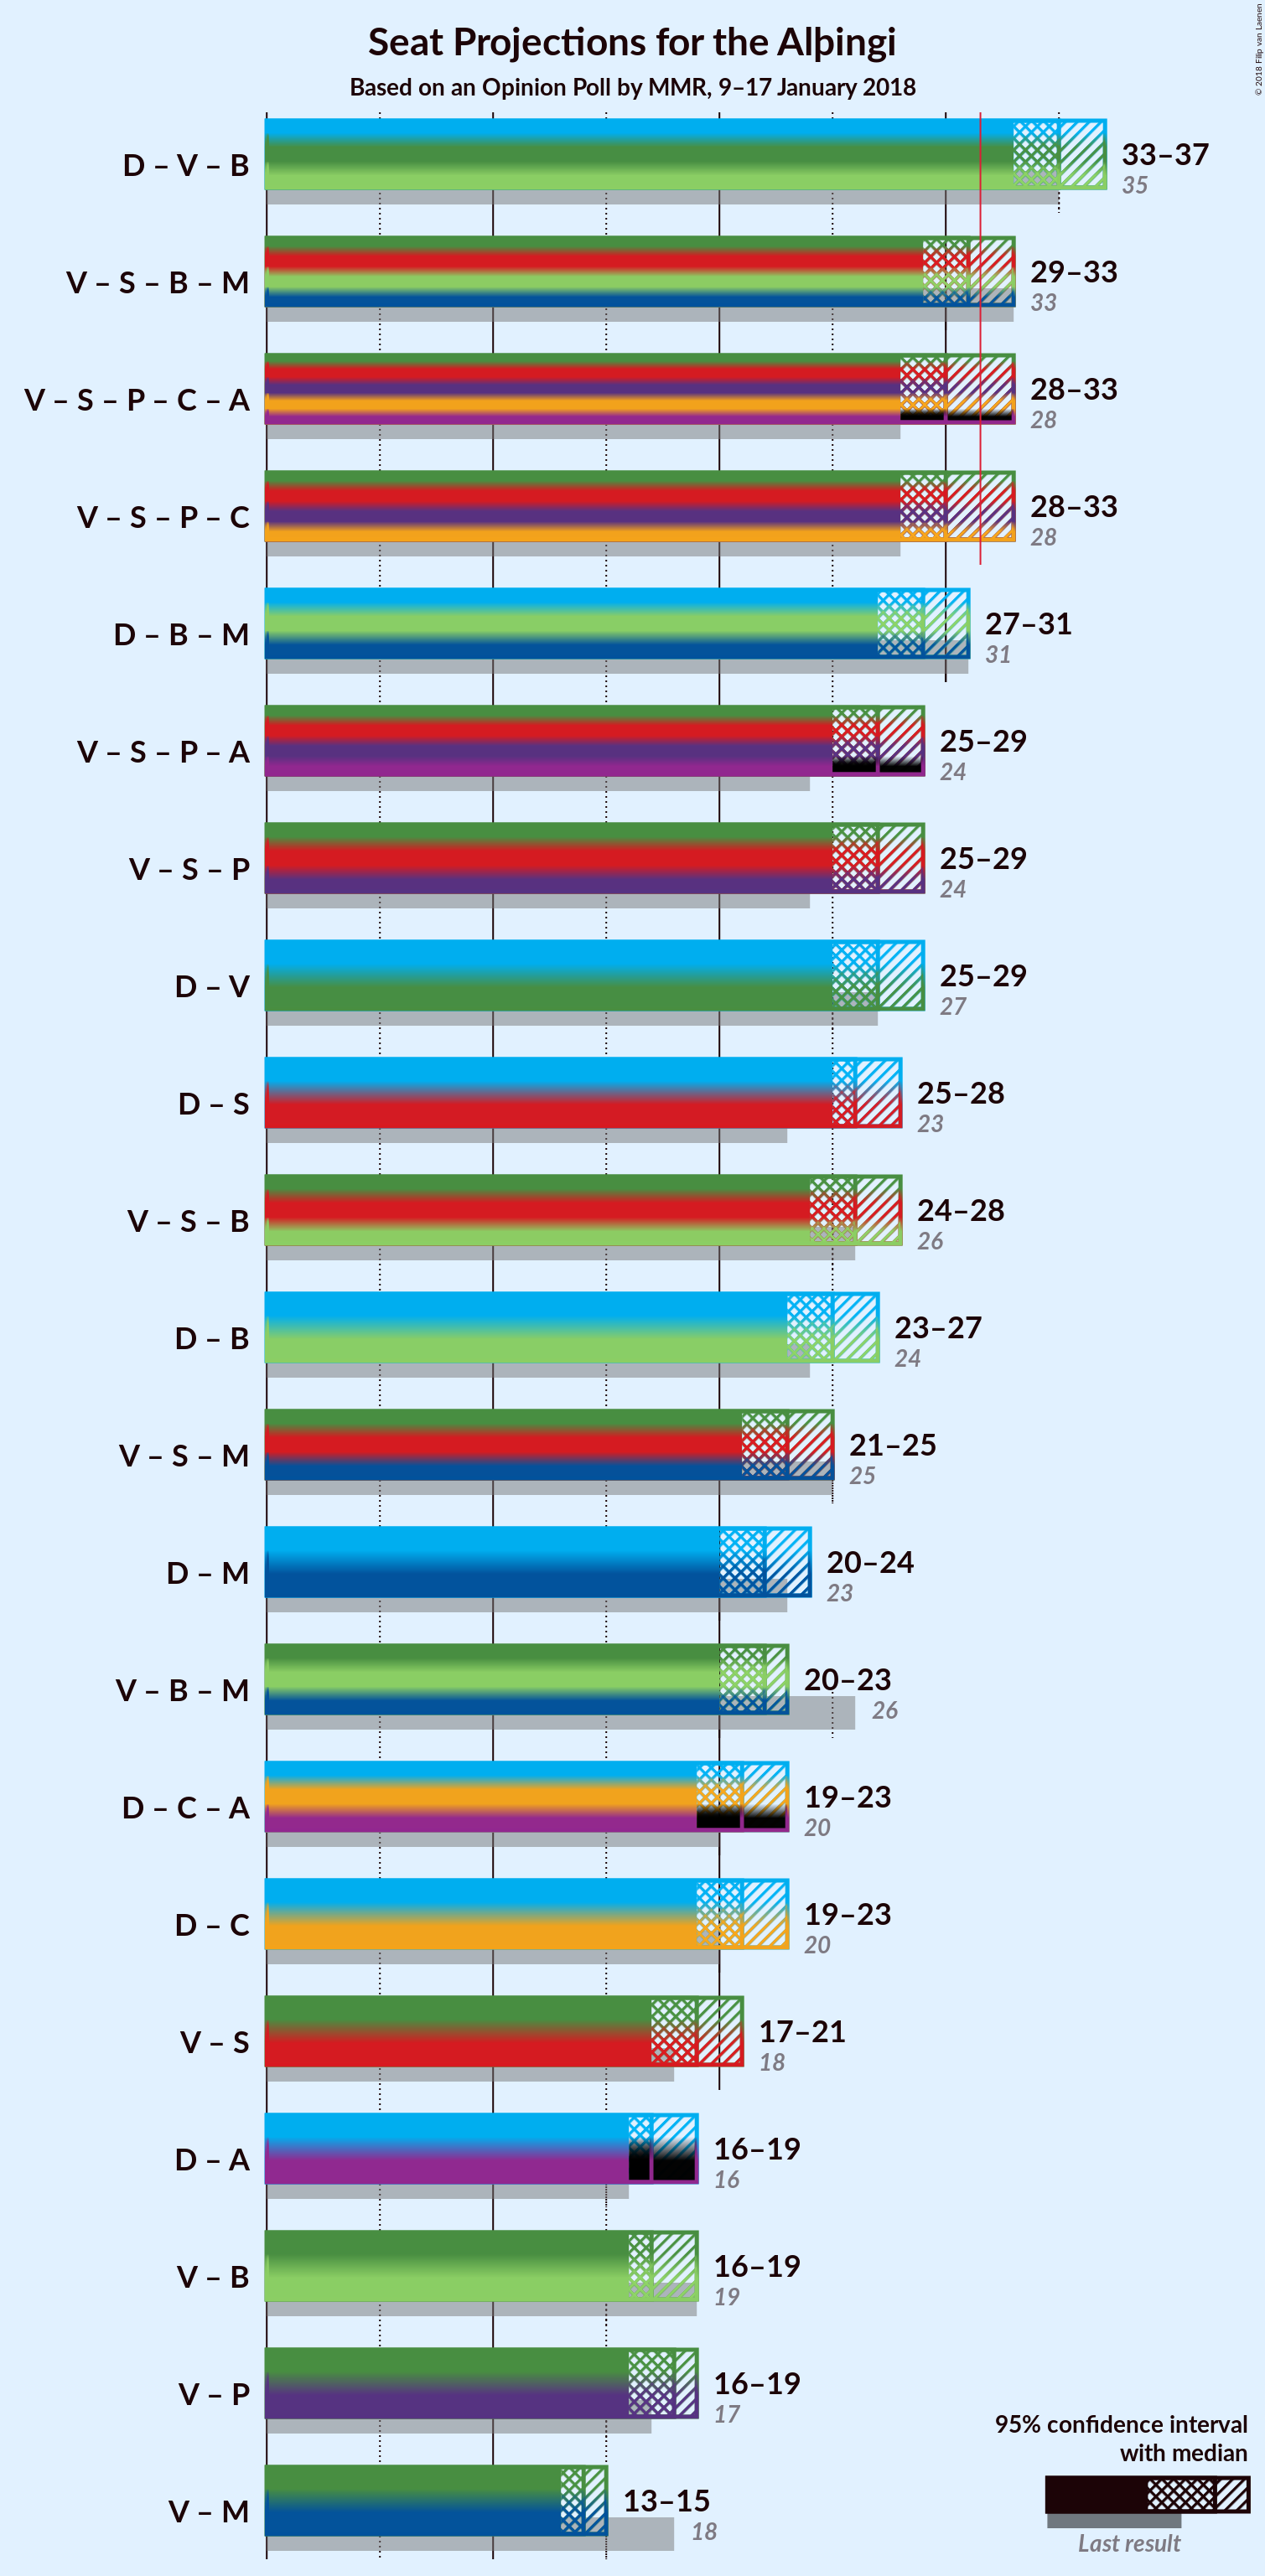 Seat Projections for the Alþingi
Based on an Opinion Poll by MMR, 9–17 January 2018
© 2018 Filip van Laenen
D – V – B
33–37
35
V – S – B – M
29–33
33
V – S – P – C – A
28–33
28
V – S – P – C
28–33
28
D – B – M
27–31
31
V – S – P – A
25–29
24
V – S – P
25–29
24
D – V
25–29
27
D – S
25–28
23
V – S – B
24–28
26
D – B
23–27
24
V – S – M
21–25
25
D – M
20–24
23
V – B – M
20–23
26
D – C – A
19–23
20
D – C
19–23
20
V – S
17–21
18
D – A
16–19
16
V – B
16–19
19
V – P
16–19
17
V – M
13–15
18
95% confidence interval
with median
Last result